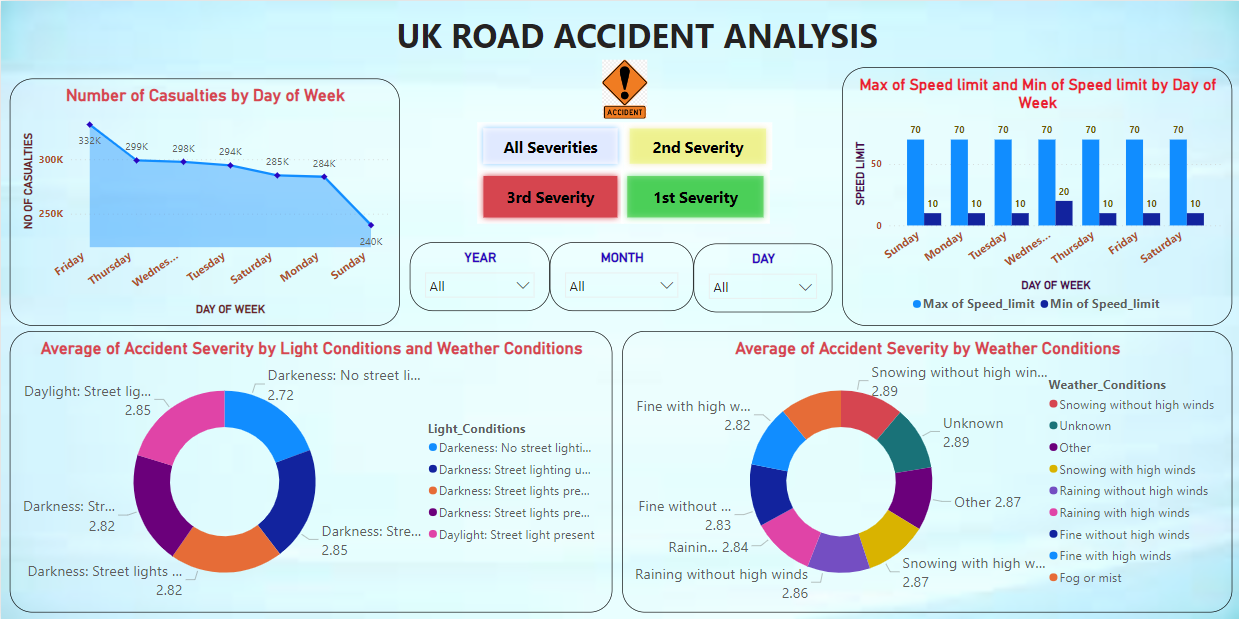 UK ROAD ACCIDENT ANALYSIS
ACCIDENT
Number of Casualties by Day of Week
NO OF CASUALTIES
300K
250K
332K
299K
298K
294K
285K
284K
240K
Friday
Thursday
Wednes...
Tuesday
Saturday
Monday
Sunday
DAY OF WEEK
All Severities
2nd Severity
3rd Severity
1st Severity
YEAR
All
MONTH
All
DAY
All
Max of Speed limit and Min of Speed limit by Day of
Week
SPEED LIMIT
50
0
70
10
70
10
70
10
70
20
70
10
70
10
70
10
Sunday
Monday
Tuesday
Wednes...
Thursday
Friday
Saturday
DAY OF WEEK
Max of Speed_limit
Min of Speed_limit
Average of Accident Severity by Light Conditions and Weather Conditions
Darkeness: No street li...
2.72
Daylight: Street lig...
2.85
Darkness: Str...
2.82
Darkness: Stre...
2.85
Darkness: Street lights ...
2.82
Light_Conditions
Darkeness: No street lighti...
Darkness: Street lighting u...
Darkness: Street lights pre...
Darkness: Street lights pre...
Daylight: Street light present
Average of Accident Severity by Weather Conditions
Snowing without high win...
2.89
Fine with high w...
2.82
Unknown
2.89
Other 2.87
Fine without ...
2.83
Rainin... 2.84
Raining without high winds
2.86
Snowing with high w...
2.87
Weather_Conditions
Snowing without high winds
Unknown
Other
Snowing with high winds
Raining without high winds
Raining with high winds
Fine without high winds
Fine with high winds
Fog or mist